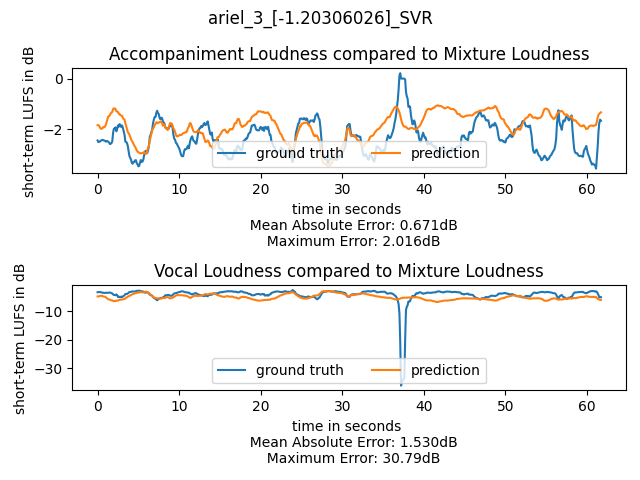 ariel_3_[-1.20306026]_SVR
Accompaniment Loudness compared to Mixture Loudness
short-term LUFS in dB
0
−2
ground truth
prediction
0
10
20
30
40
50
60
time in seconds
Mean Absolute Error: 0.671dB
Maximum Error: 2.016dB
Vocal Loudness compared to Mixture Loudness
short-term LUFS in dB
−10
−20
−30
ground truth
prediction
0
10
20
30
40
50
60
time in seconds
Mean Absolute Error: 1.530dB
Maximum Error: 30.79dB